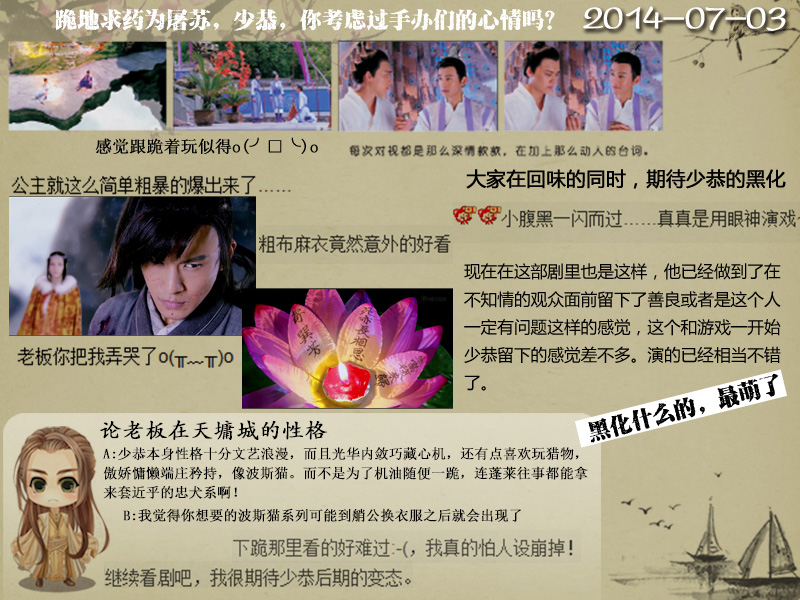 跪地求药为屠苏，少恭，你考虑过手办们的心情吗？
2014-07-03
感觉跟跪着玩似得o(╯□╰)o
每次对视都是那么深情款款，在加上那么动人的台词。
公主就这么简单粗暴的爆出来了……
大家在回味的同时，期待少恭的黑化
小腹黑一闪而过……真真是用眼神演戏
粗布麻衣竟然意外的好看
现在在这部剧里也是这样，他已经做到了在
不知情的观众面前留下了善良或者是这个人
一定有问题这样的感觉，这个和游戏一开始
少恭留下的感觉差不多。演的已经相当不错
了。
长相思
老板你把我弄哭了o(╥﹏╥)o
黑化什么的，最萌了
论老板在天墉城的性格
A:少恭本身性格十分文艺浪漫，而且光华内敛巧藏心机，还有点喜欢玩猎物，
傲娇慵懒端庄矜持，像波斯猫。而不是为了机油随便一跪，连蓬莱往事都能拿
来套近乎的忠犬系啊！
B:我觉得你想要的波斯猫系列可能到艄公换衣服之后就会出现了
下跪那里看的好难过:-(，我真的怕人设崩掉！
继续看剧吧，我很期待少恭后期的变态。